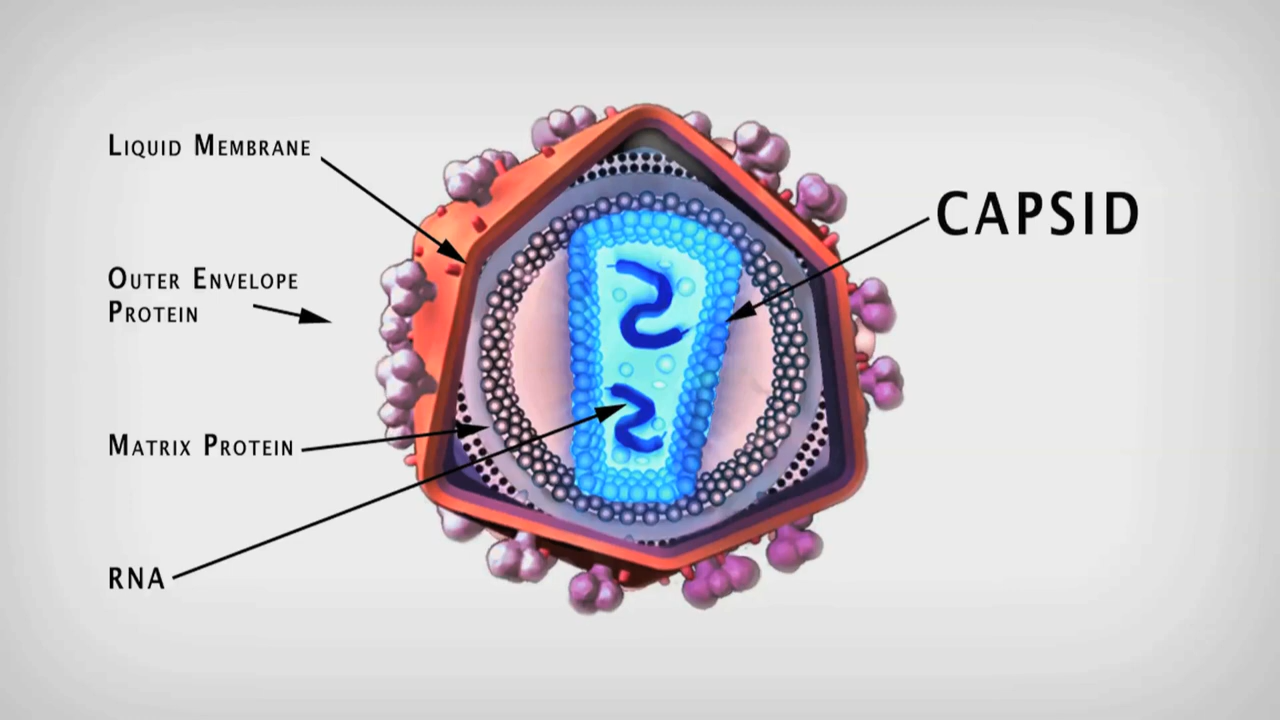 Liquid Membrane
CAPSID
Outer Envelope
Protein
Matrix Protein
RNA